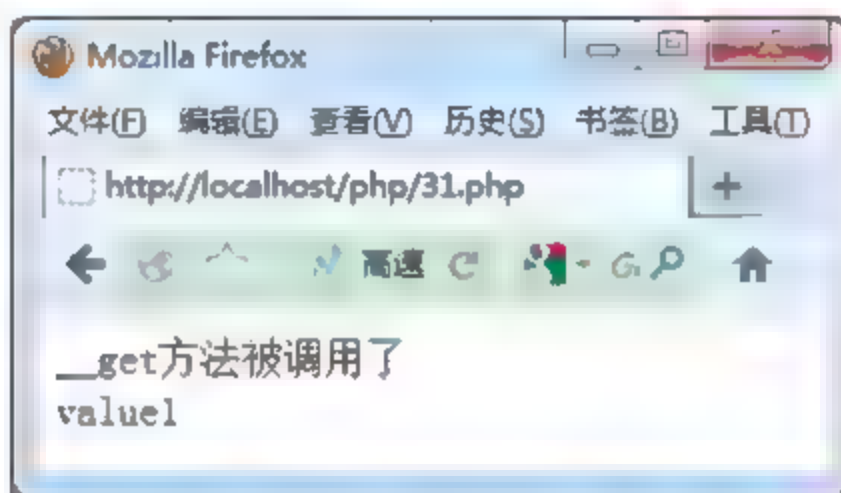 Mozilla Firefox
文件(F) 编辑(E) 查看(V) 历史(S) 书签(B) 工具(T)
http://localhost/php/31.php +
高速
__get方法被调用了
value1